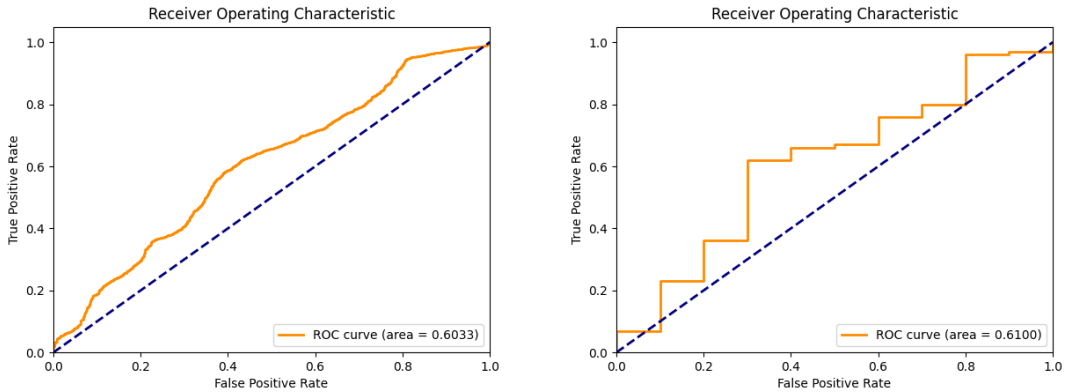 Receiver Operating Characteristic
1.0
0.8
0.6
0.4
0.2
0.0
True Positive Rate
0.0 0.2 0.4 0.6 0.8 1.0
False Positive Rate
ROC curve (area = 0.6033)
Receiver Operating Characteristic
1.0
0.8
0.6
0.4
0.2
0.0
True Positive Rate
0.0 0.2 0.4 0.6 0.8 1.0
False Positive Rate
ROC curve (area = 0.6100)